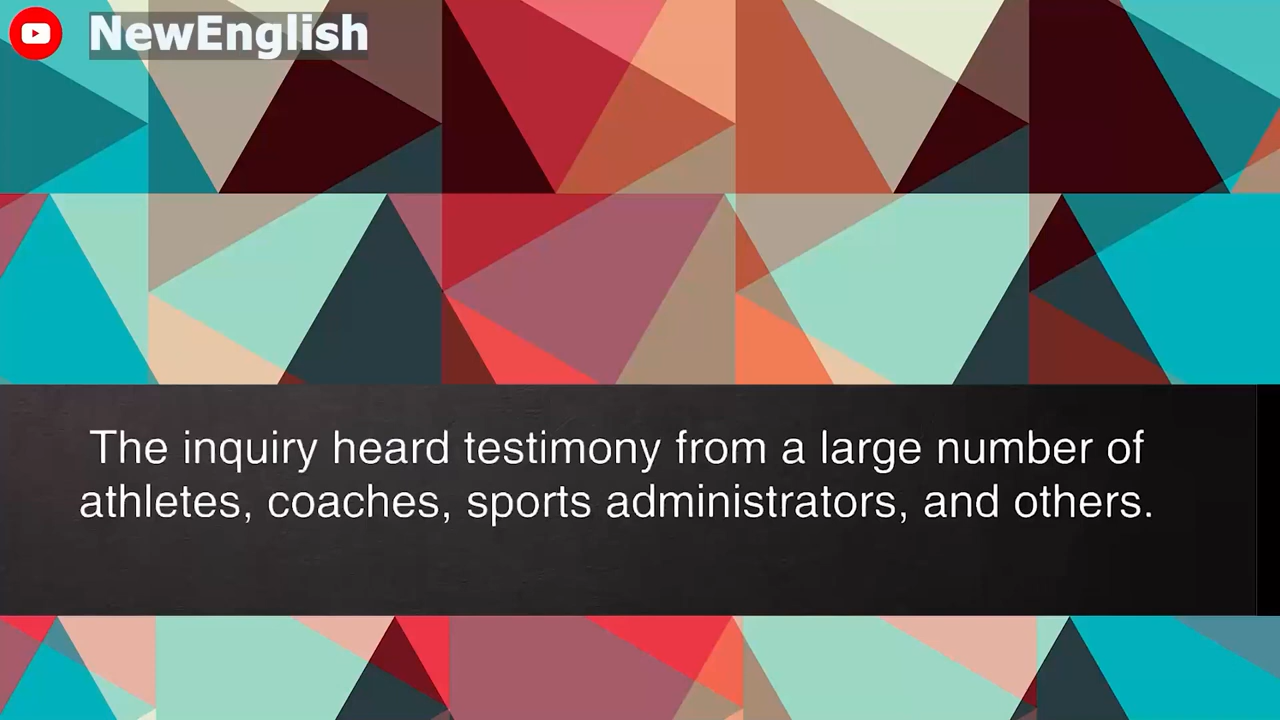 NewEnglish
The inquiry heard testimony from a large number of
athletes, coaches, sports administrators, and others.